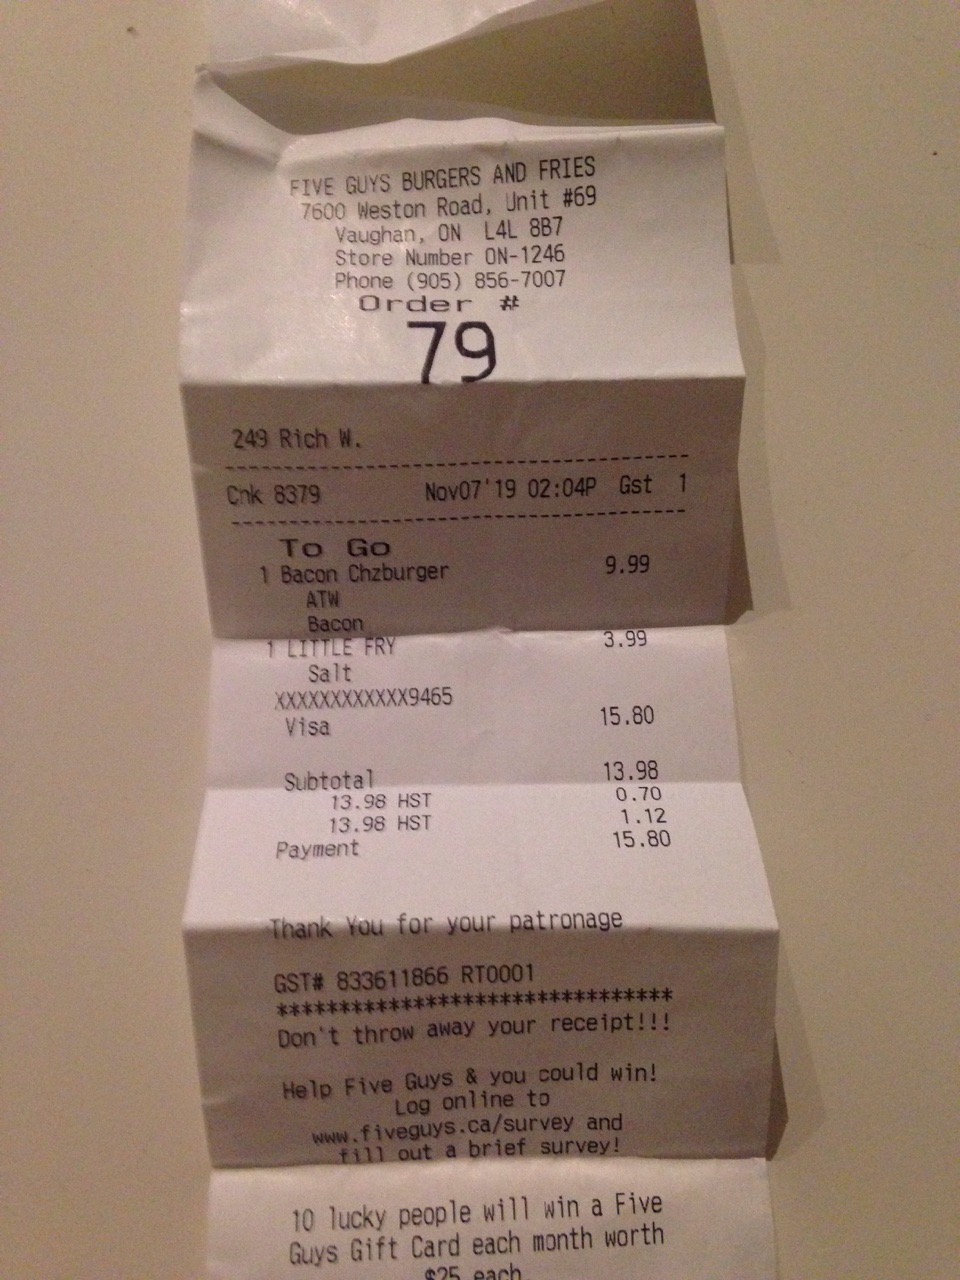 FIVE GUYS BURGERS AND FRIES
7600 Weston Road, Unit #69
Vaughan, ON L4L 8B7
Store Number ON-1246
Phone (905) 856-7007
Order #
79
249 Rich W.
----------------------------------------
Chk 8379 Nov07'19 02:04P Gst 1
----------------------------------------
To Go
1 Bacon Chzburger 9.99
ATW
Bacon
1 LITTLE FRY 3.99
Salt
XXXXXXXXXXXX9465
Visa 15.80
Subtotal 13.98
13.98 HST 0.70
13.98 HST 1.12
Payment 15.80
Thank You for your patronage
GST# 833611866 RT0001
*********************************
Don't throw away your receipt!!!
Help Five Guys & you could win!
Log online to
www.fiveguys.ca/survey and
fill out a brief survey!
10 lucky people will win a Five
Guys Gift Card each month worth
$25 each